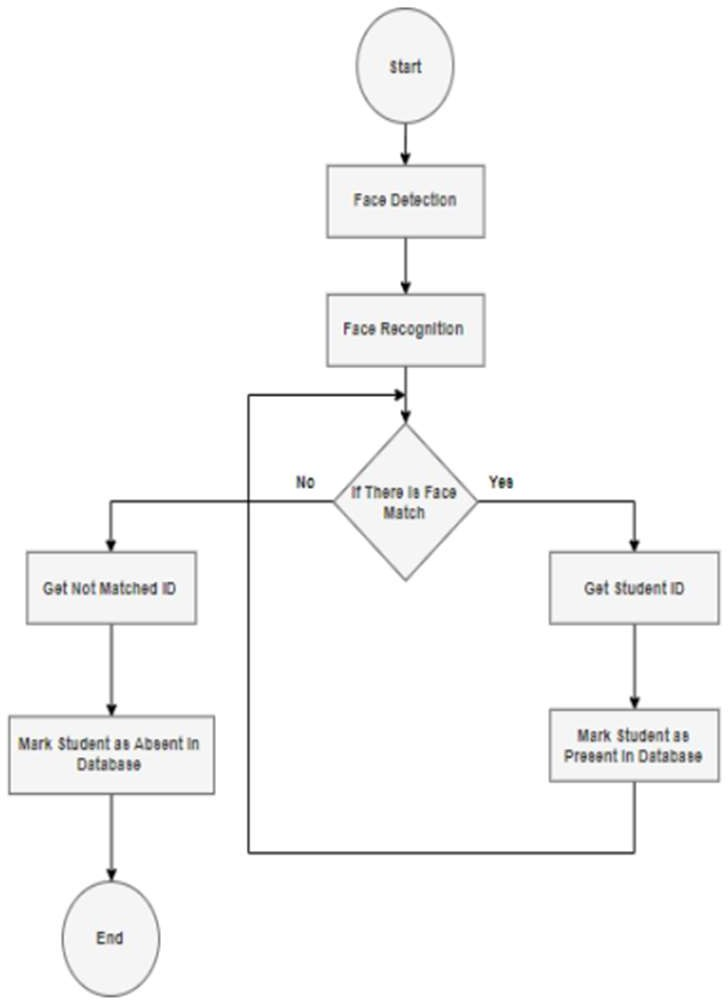 Start
Face Detection
Face Recognition
If There Is Face
Match
No
Yes
Get Not Matched ID
Get Student ID
Mark Student as Absent In
Database
Mark Student as
Present In Database
End